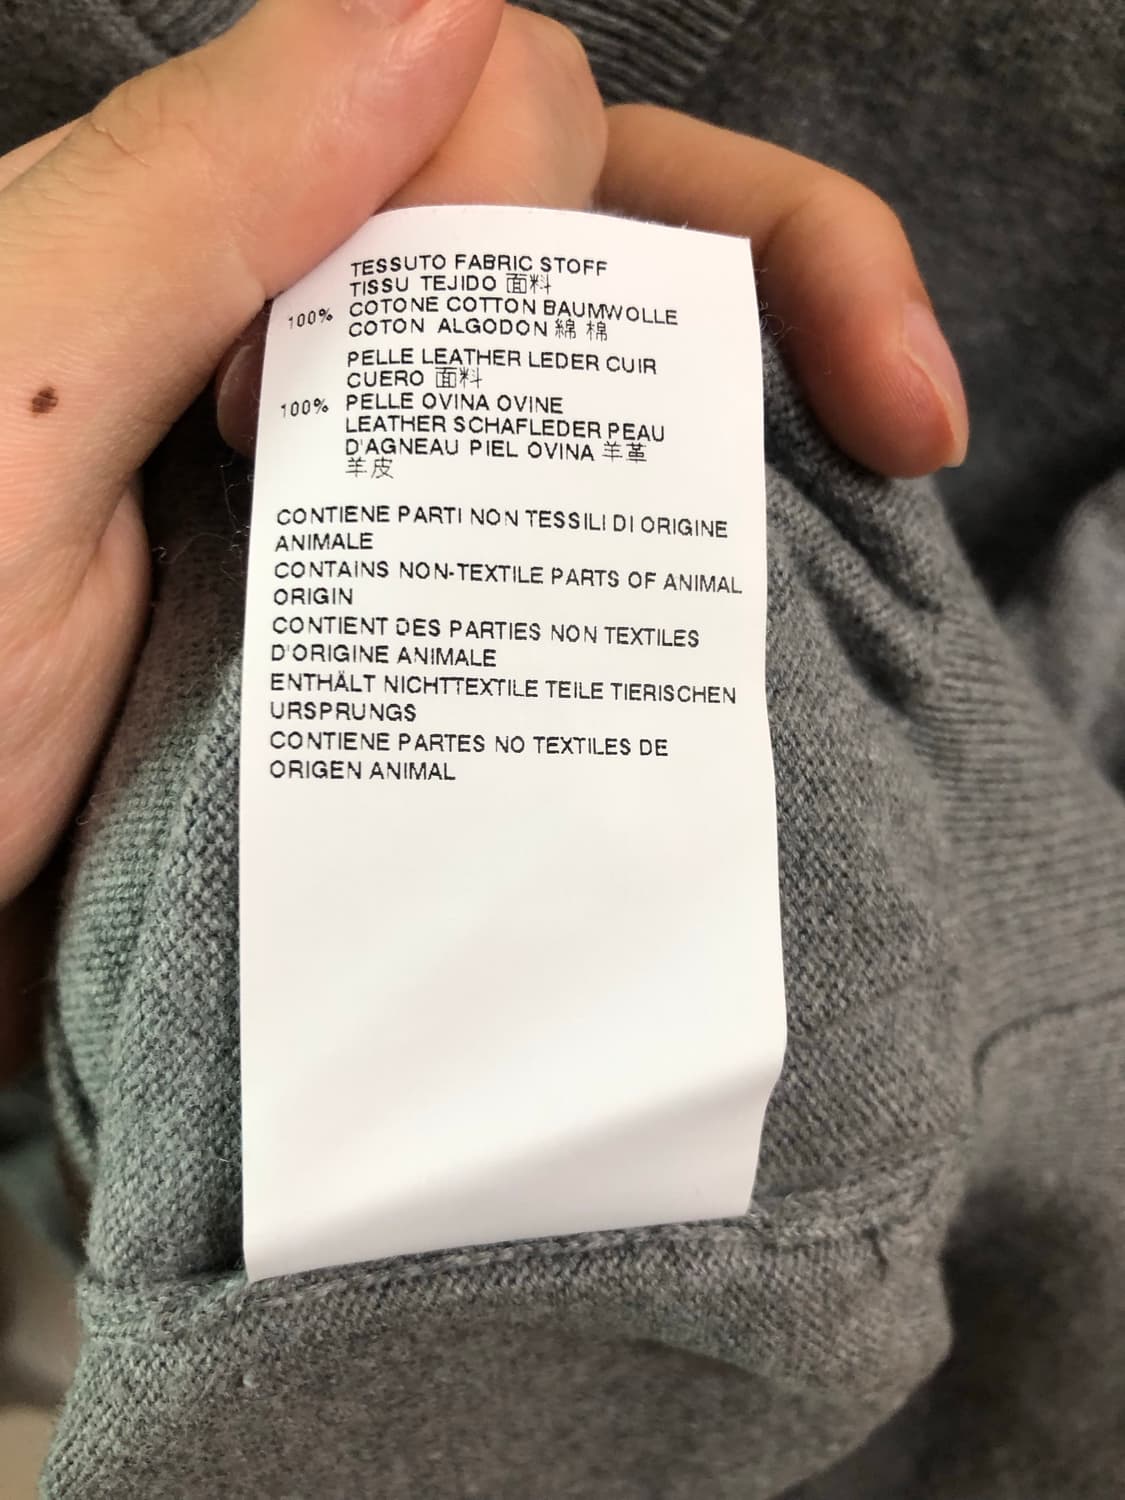 TESSUTO FABRIC STOFF
TISSU TEJIDO 面料
100% COTONE COTTON BAUMWOLLE
COTON ALGODON 綿 棉
PELLE LEATHER LEDER CUIR
CUERO 面料
100% PELLE OVINA OVINE
LEATHER SCHAFLEDER PEAU
D'AGNEAU PIEL OVINA 羊革
羊皮
CONTIENE PARTI NON TESSILI DI ORIGINE
ANIMALE
CONTAINS NON-TEXTILE PARTS OF ANIMAL
ORIGIN
CONTIENT DES PARTIES NON TEXTILES
D'ORIGINE ANIMALE
ENTHÄLT NICHTTEXTILE TEILE TIERISCHEN
URSPRUNGS
CONTIENE PARTES NO TEXTILES DE
ORIGEN ANIMAL